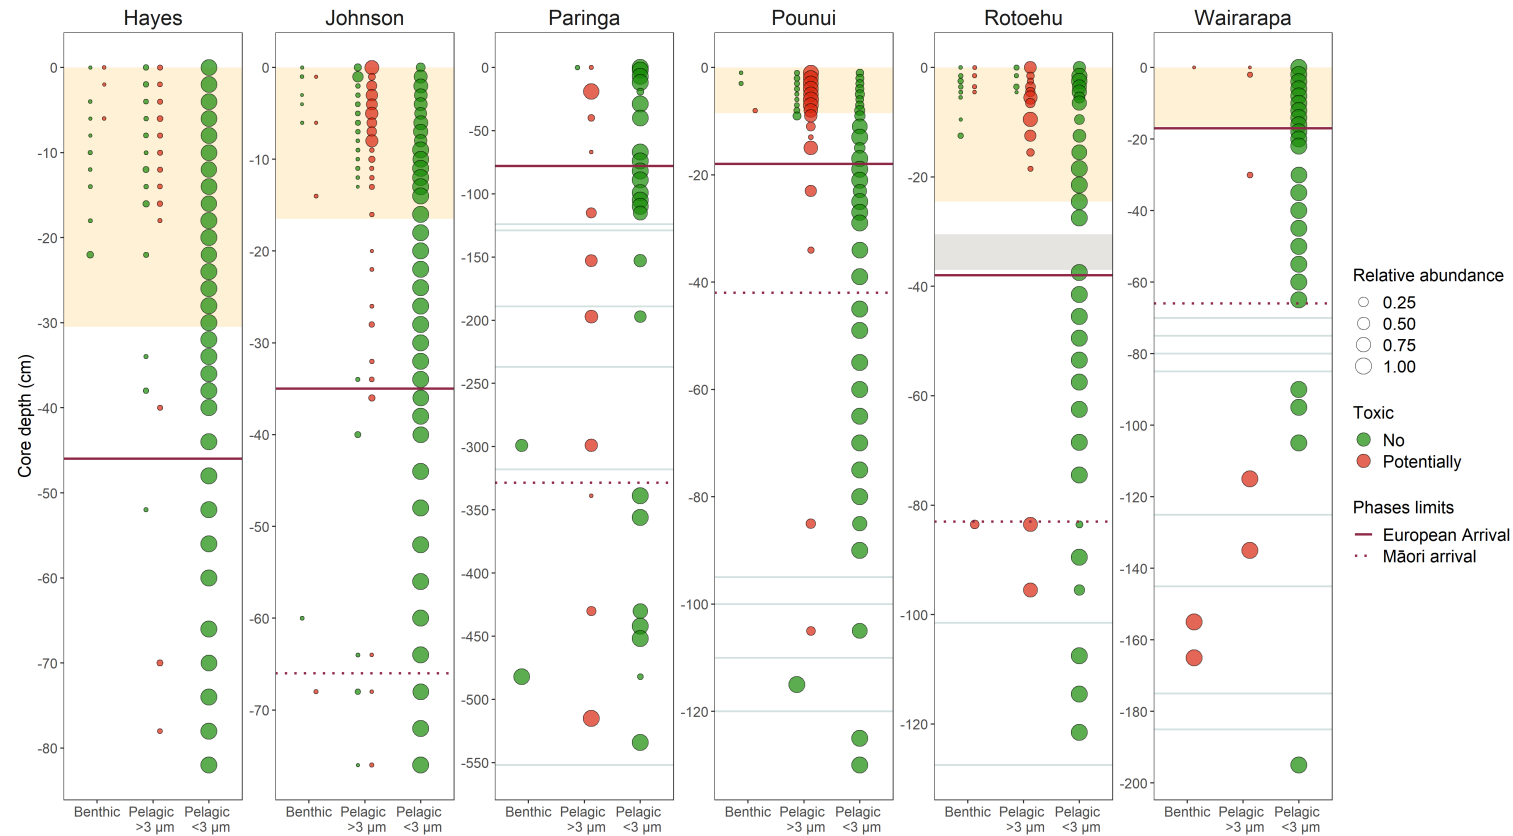 Hayes
Johnson
Paringa
Pounui
Rotoehu
Wairarapa
Core depth (cm)
0
-10
-20
-30
-40
-50
-60
-70
-80
0
-10
-20
-30
-40
-50
-60
-70
0
-50
-100
-150
-200
-250
-300
-350
-400
-450
-500
-550
0
-20
-40
-60
-80
-100
-120
0
-20
-40
-60
-80
-100
-120
0
-20
-40
-60
-80
-100
-120
-140
-160
-180
-200
Benthic
Pelagic
>3 µm
Pelagic
<3 µm
Benthic
Pelagic
>3 µm
Pelagic
<3 µm
Benthic
Pelagic
>3 µm
Pelagic
<3 µm
Benthic
Pelagic
>3 µm
Pelagic
<3 µm
Benthic
Pelagic
>3 µm
Pelagic
<3 µm
Benthic
Pelagic
>3 µm
Pelagic
<3 µm
Relative abundance
0.25
0.50
0.75
1.00
Toxic
No
Potentially
Phases limits
European Arrival
Māori arrival